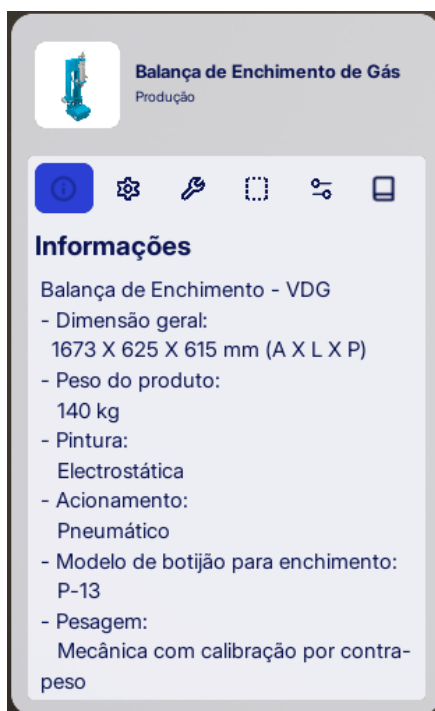 Balança de Enchimento de Gás
Produção
Informações
Balança de Enchimento - VDG
- Dimensão geral:
1673 X 625 X 615 mm (A X L X P)
- Peso do produto:
140 kg
- Pintura:
Electrostática
- Acionamento:
Pneumático
- Modelo de botijão para enchimento:
P-13
- Pesagem:
Mecânica com calibração por contra-
peso